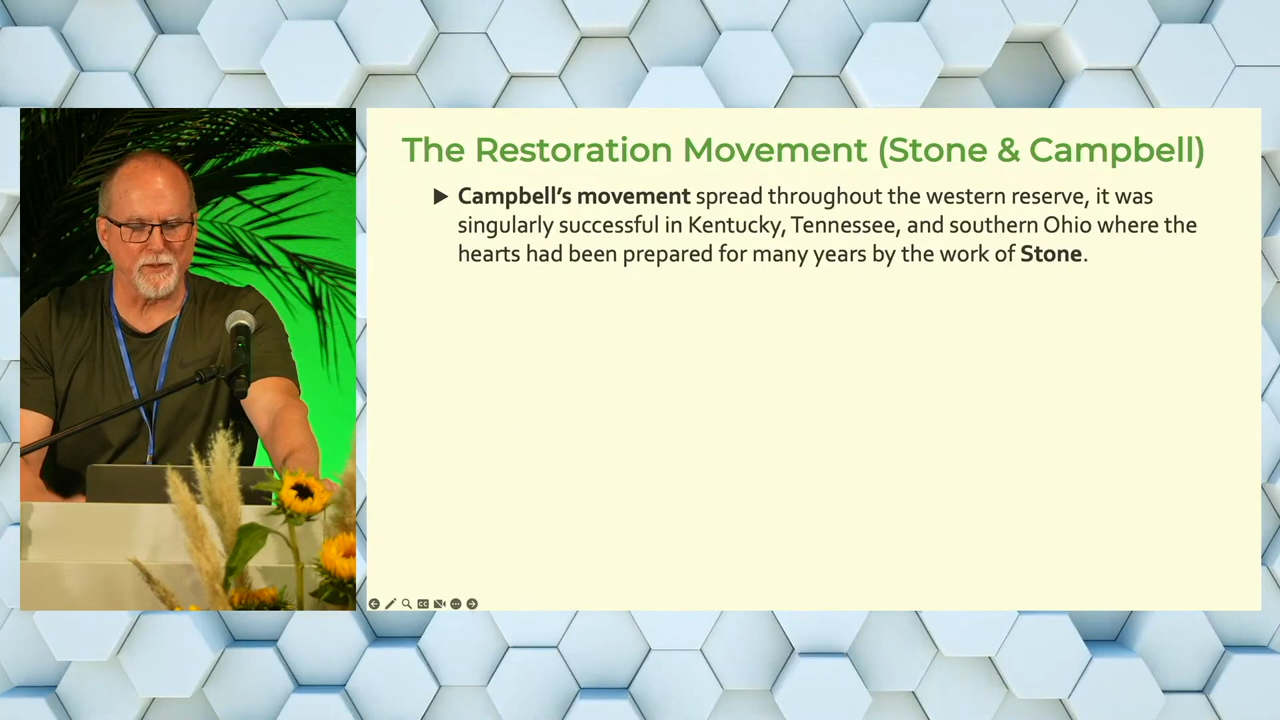 The Restoration Movement (Stone & Campbell)
▶ Campbell’s movement spread throughout the western reserve, it was
singularly successful in Kentucky, Tennessee, and southern Ohio where the
hearts had been prepared for many years by the work of Stone.